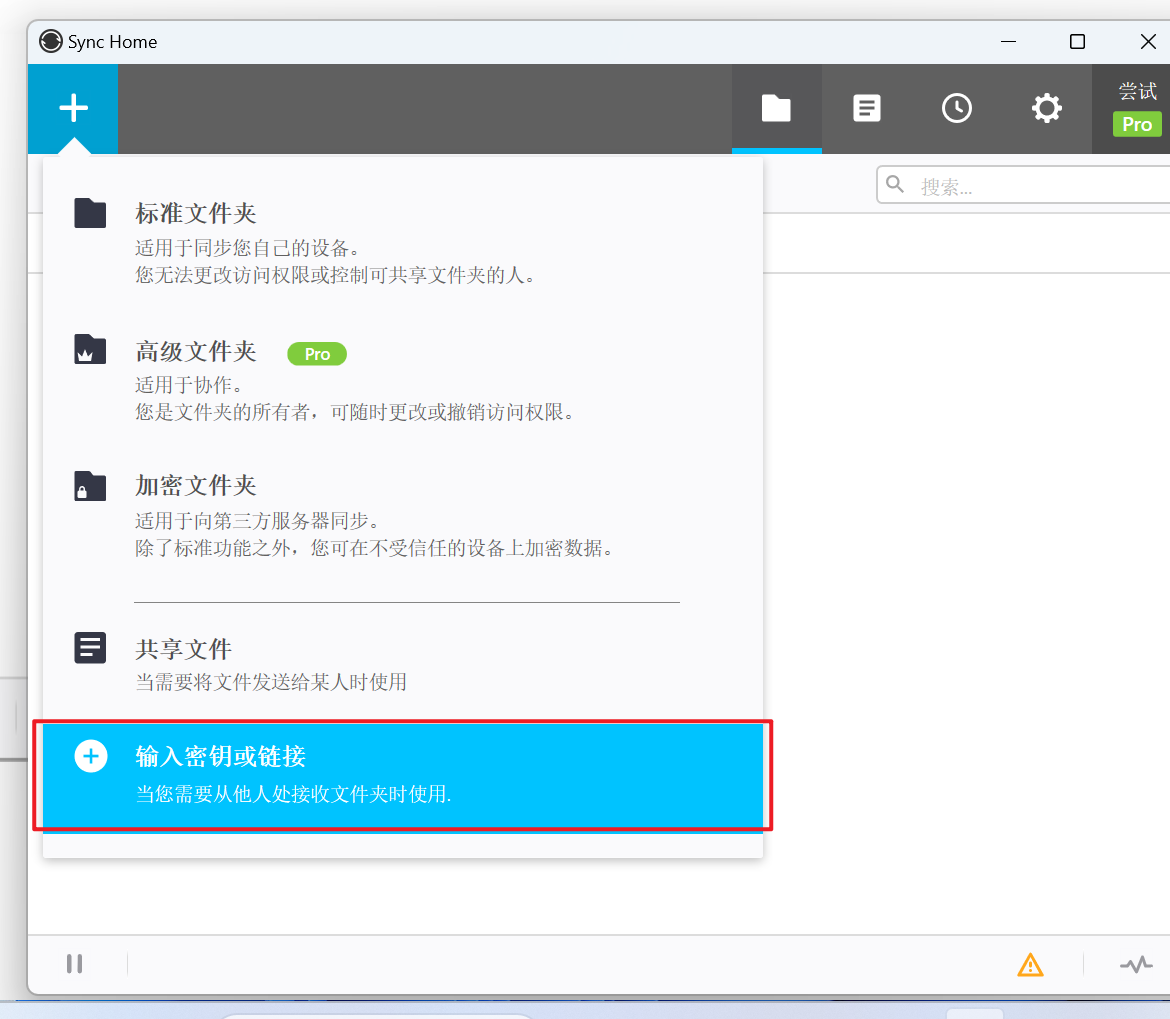 Sync Home
尝试
Pro
搜索...
标准文件夹
适用于同步您自己的设备。
您无法更改访问权限或控制可共享文件夹的人。
高级文件夹 Pro
适用于协作。
您是文件夹的所有者，可随时更改或撤销访问权限。
加密文件夹
适用于向第三方服务器同步。
除了标准功能之外，您可在不受信任的设备上加密数据。
共享文件
当需要将文件发送给某人时使用
输入密钥或链接
当您需要从他人处接收文件夹时使用.